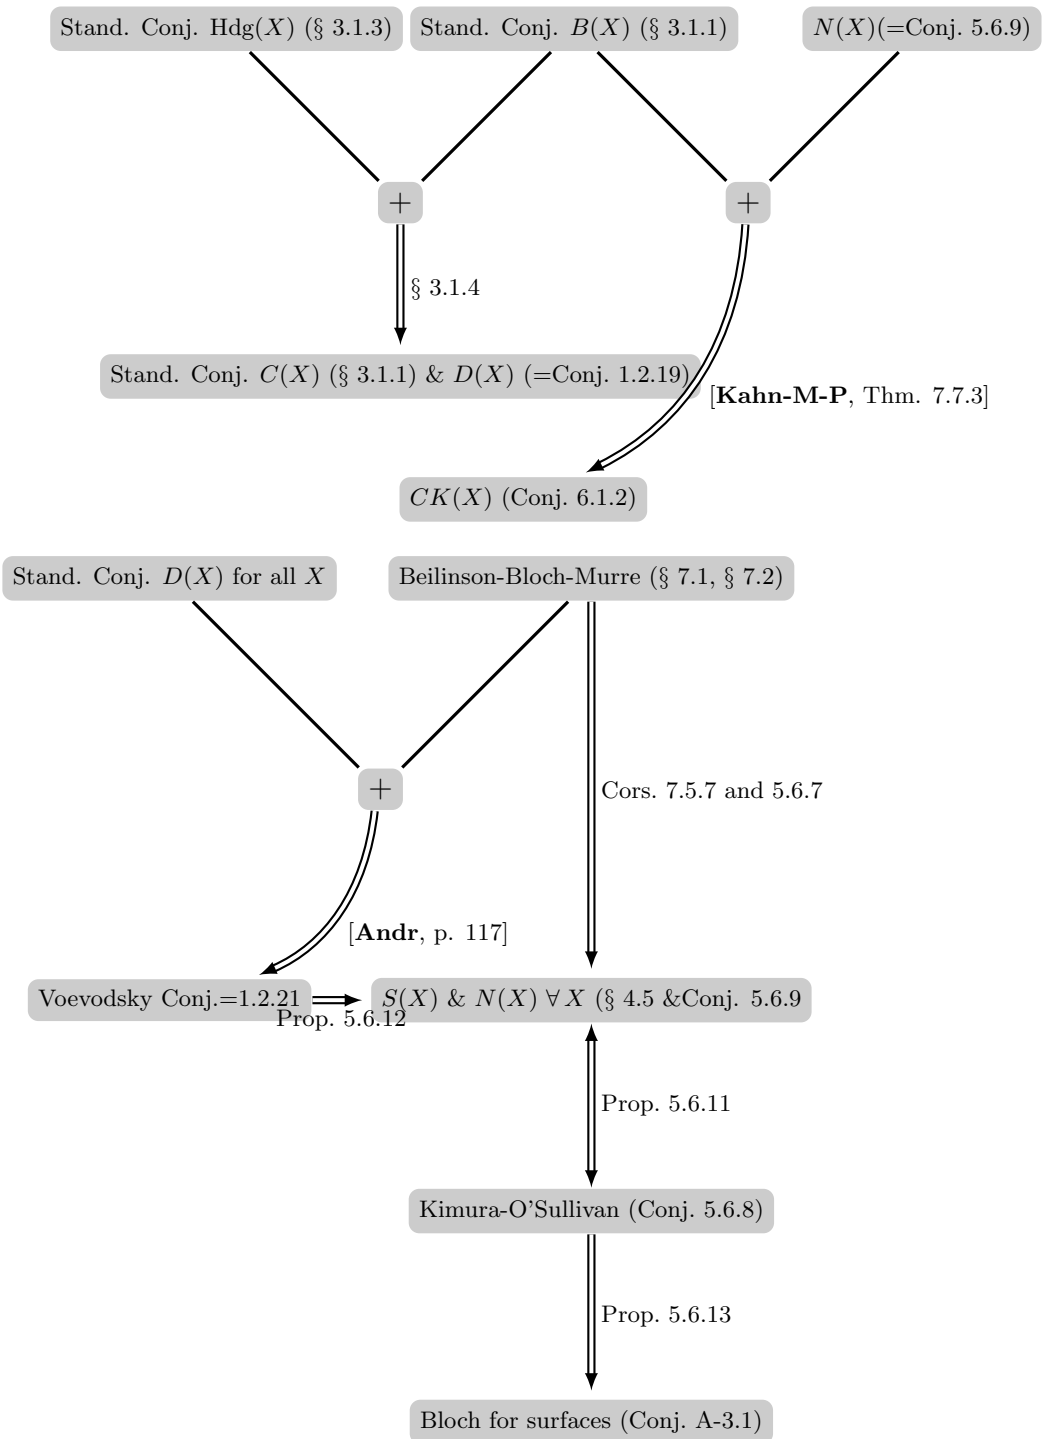 Stand. Conj. Hdg(X) (§ 3.1.3) Stand. Conj. B(X) (§ 3.1.1) N(X)(=Conj. 5.6.9)
+ +
§ 3.1.4
Stand. Conj. C(X) (§ 3.1.1) & D(X) (=Conj. 1.2.19)
[Kahn-M-P, Thm. 7.7.3]
CK(X) (Conj. 6.1.2)
Stand. Conj. D(X) for all X Beilinson-Bloch-Murre (§ 7.1, § 7.2)
+ Cors. 7.5.7 and 5.6.7
[Andr, p. 117]
Voevodsky Conj.=1.2.21 S(X) & N(X) ∀ X (§ 4.5 &Conj. 5.6.9
Prop. 5.6.12
Prop. 5.6.11
Kimura-O'Sullivan (Conj. 5.6.8)
Prop. 5.6.13
Bloch for surfaces (Conj. A-3.1)